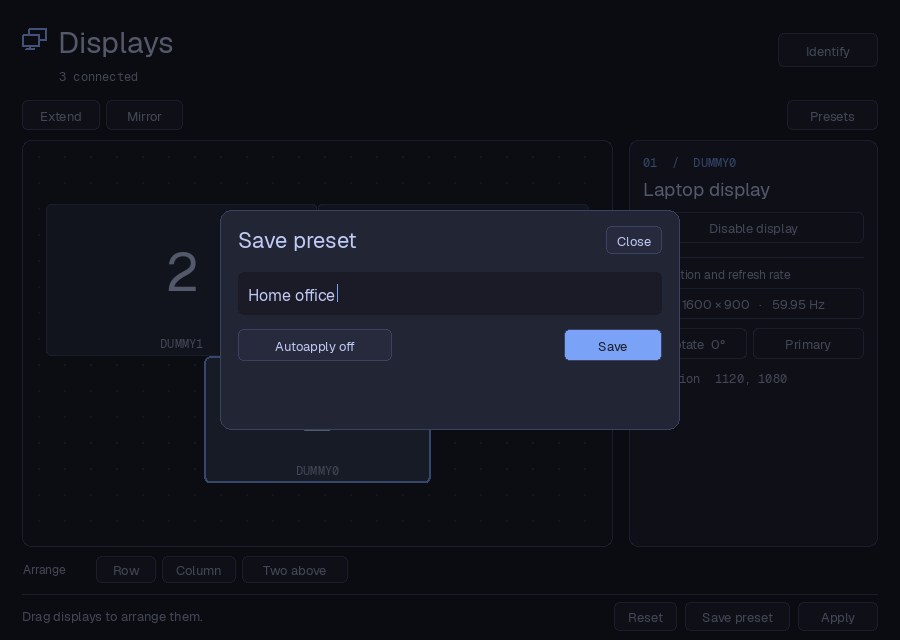 Displays
3 connected
Identify
Extend
Mirror
Presets
01 / DUMMY0
Laptop display
Disable display
tion and refresh rate
1600 × 900 · 59.95 Hz
tate 0°
Primary
ion 1120, 1080
2
DUMMY1
DUMMY0
Save preset
Close
Home office
Autoapply off
Save
Arrange
Row
Column
Two above
Drag displays to arrange them.
Reset
Save preset
Apply